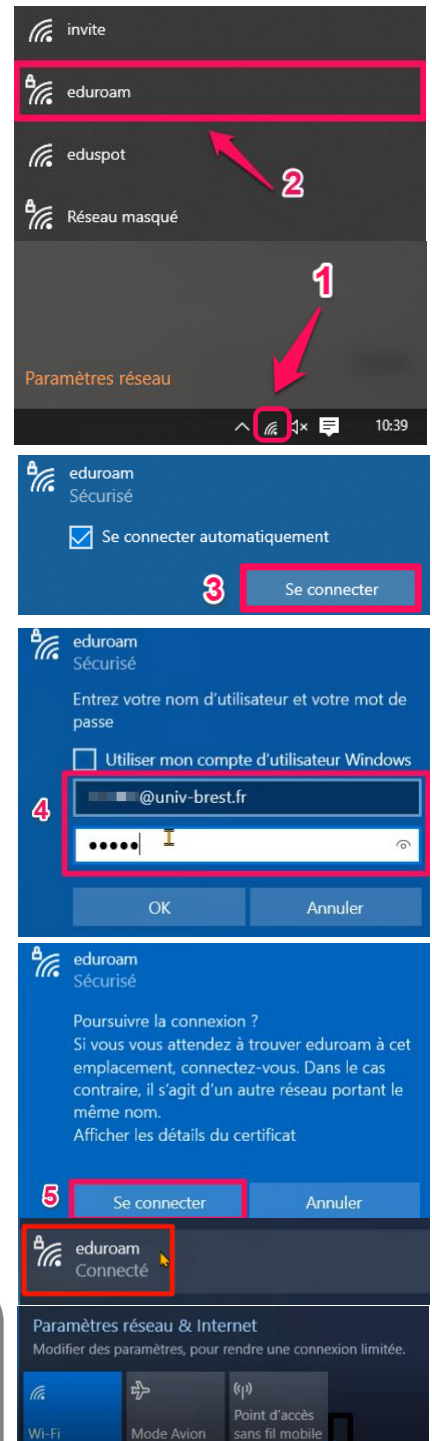 invite
eduroam
eduspot
2
Réseau masqué
1
Paramètres réseau
10:39
eduroam
Sécurisé
Se connecter automatiquement
3 Se connecter
eduroam
Sécurisé
Entrez votre nom d'utilisateur et votre mot de
passe
Utiliser mon compte d'utilisateur Windows
4 @univ-brest.fr
OK Annuler
eduroam
Sécurisé
Poursuivre la connexion ?
Si vous vous attendez à trouver eduroam à cet
emplacement, connectez-vous. Dans le cas
contraire, il s'agit d'un autre réseau portant le
même nom.
Afficher les détails du certificat
5 Se connecter Annuler
eduroam
Connecté
Paramètres réseau & Internet
Modifier des paramètres, pour rendre une connexion limitée.
Point d'accès
Wi-Fi Mode Avion sans fil mobile